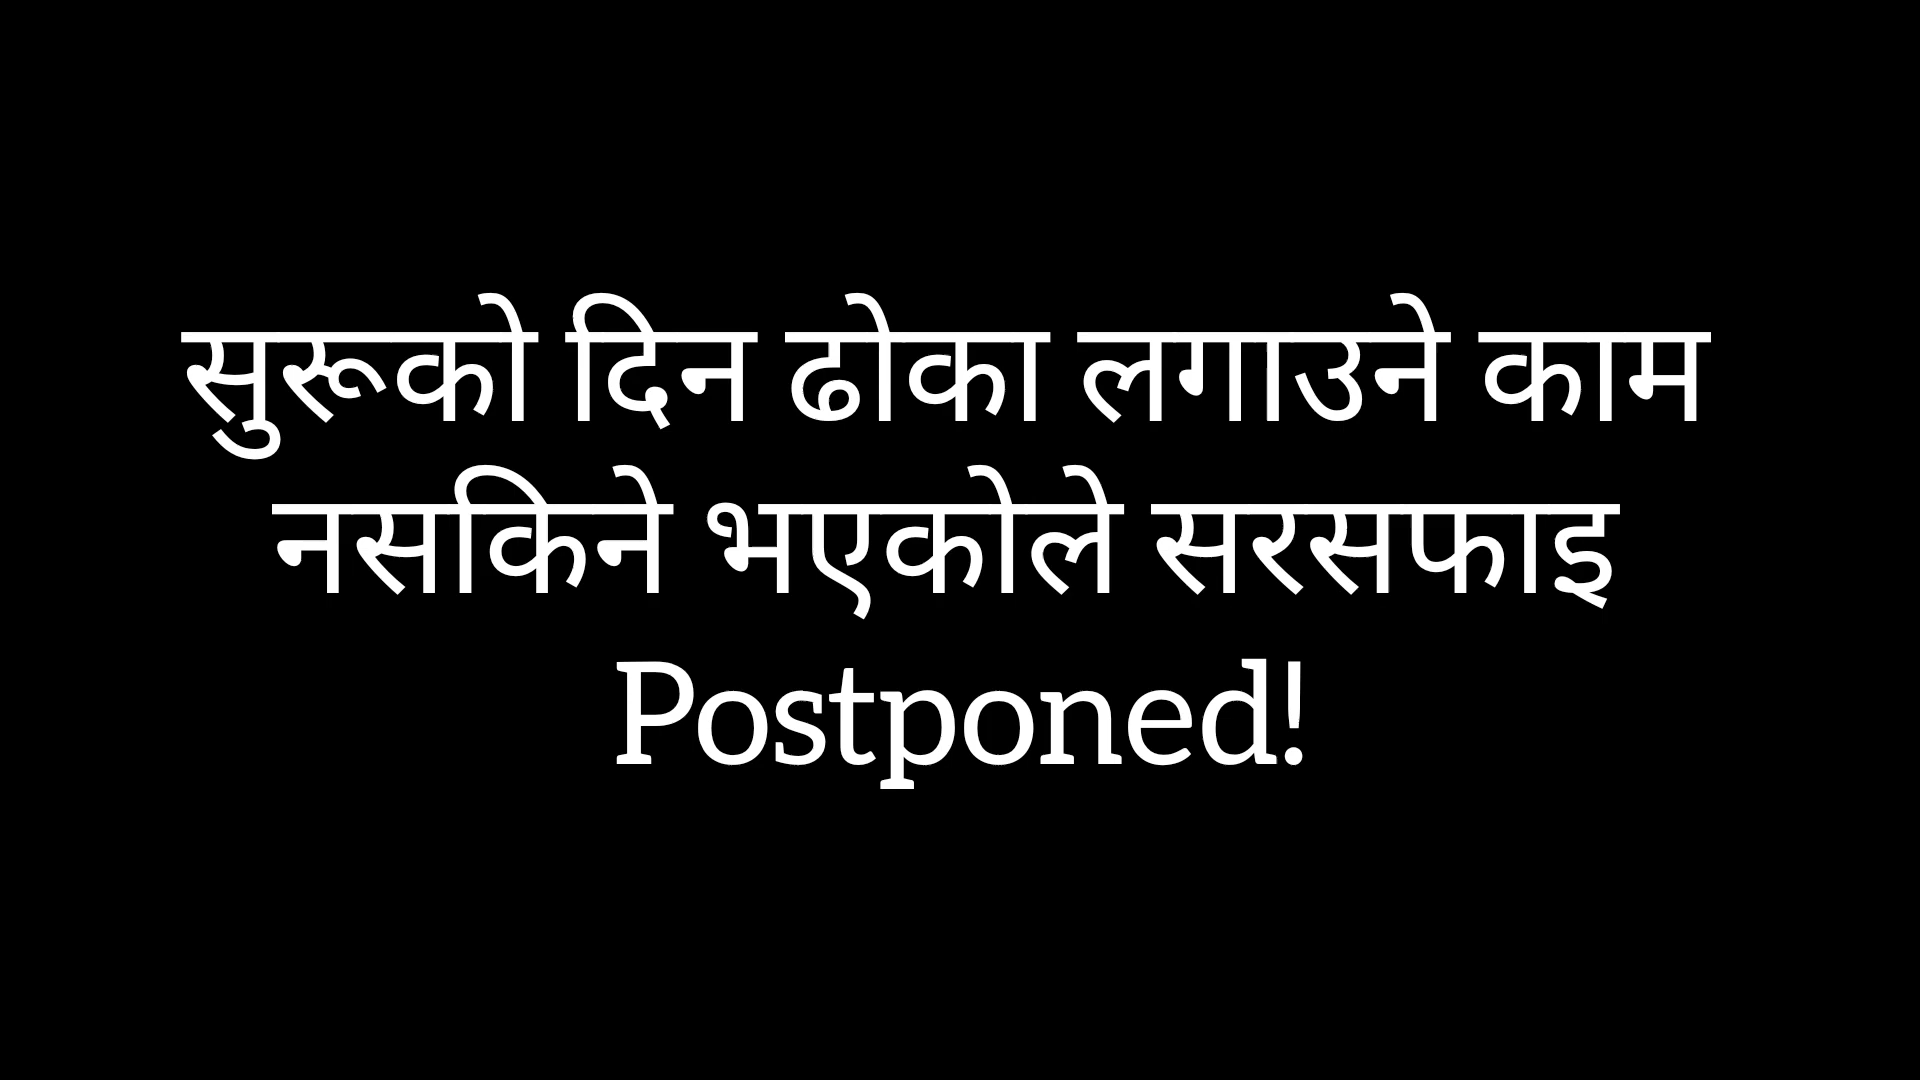 सुरूको दिन ढोका लगाउने काम
नसकिने भएकोले सरसफाइ
Postponed!